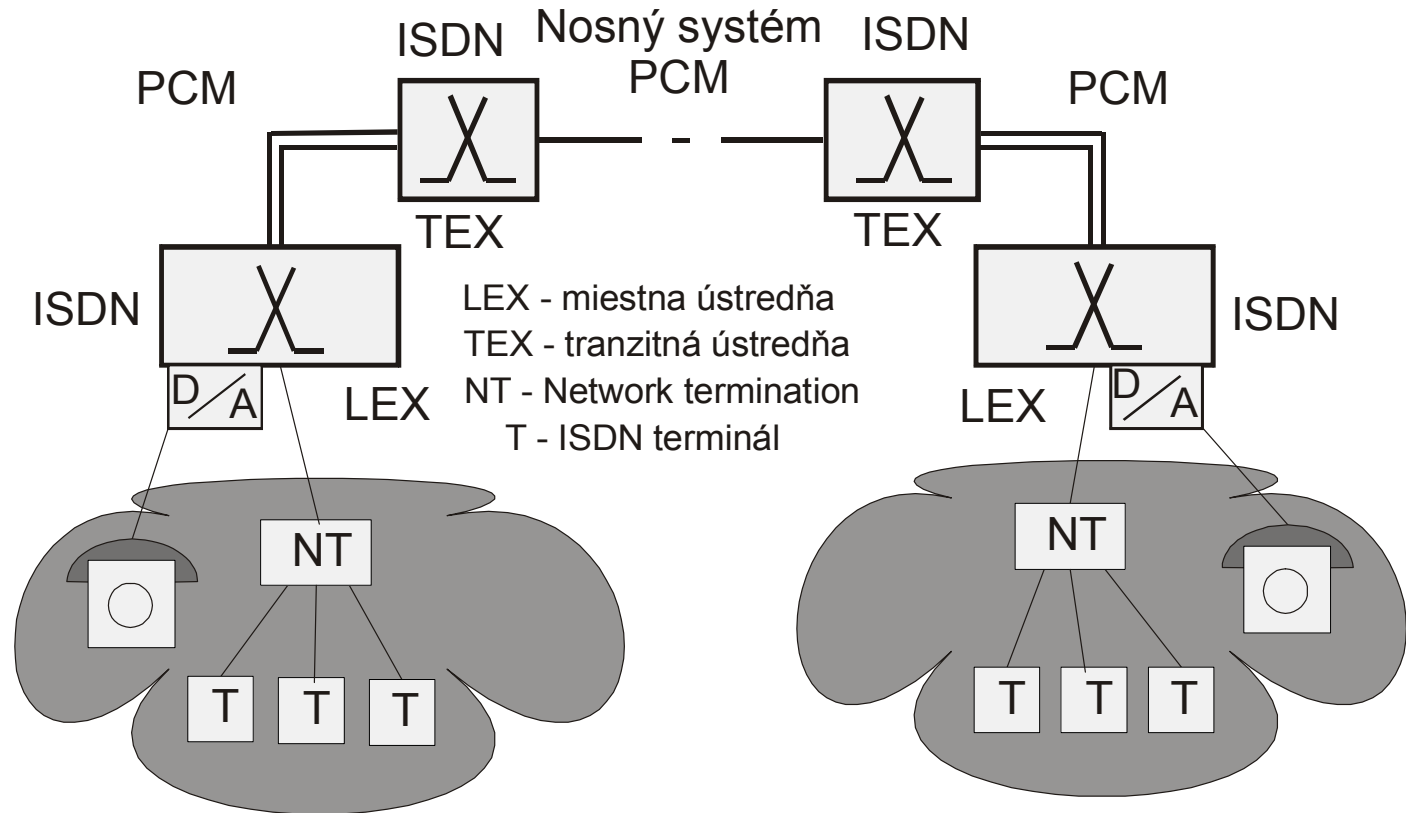 ISDN
Nosný systém
PCM
ISDN
PCM
PCM
TEX
TEX
ISDN
LEX - miestna ústredňa
TEX - tranzitná ústredňa
NT - Network termination
T - ISDN terminál
ISDN
D/A
LEX
LEX
D/A
NT
NT
T T T
T T T